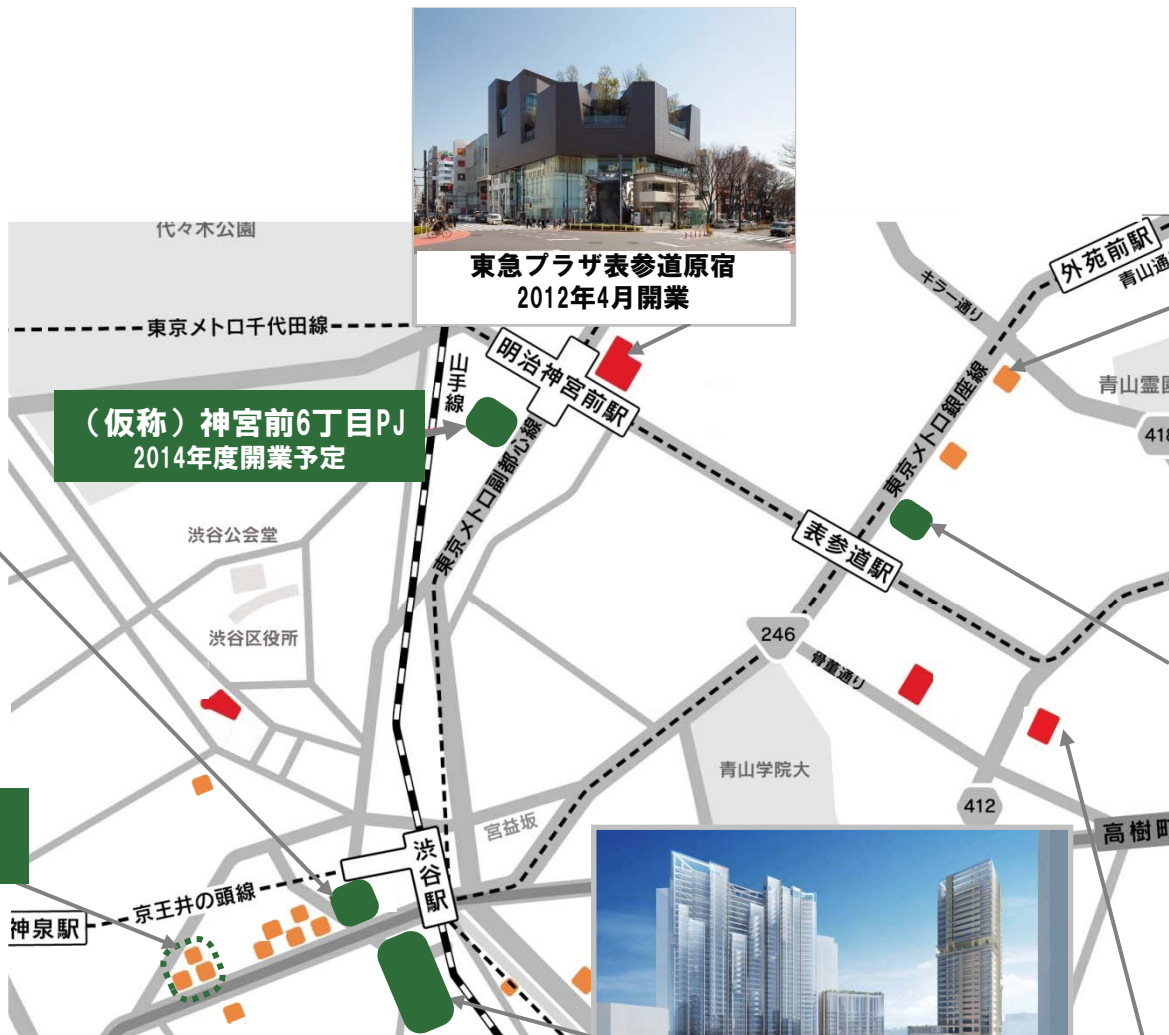 東急プラザ表参道原宿
2012年4月開業
代々木公園
外苑前駅
青山通
キラー通り
東京メトロ千代田線
明治神宮前駅
山手線
(仮称)神宮前6丁目PJ
2014年度開業予定
東京メトロ銀座線
青山霊園
418
東京メトロ副都心線
渋谷公会堂
表参道駅
渋谷区役所
246
骨董通り
青山学院大
412
宮益坂
高樹町
渋谷駅
京王井の頭線
神泉駅